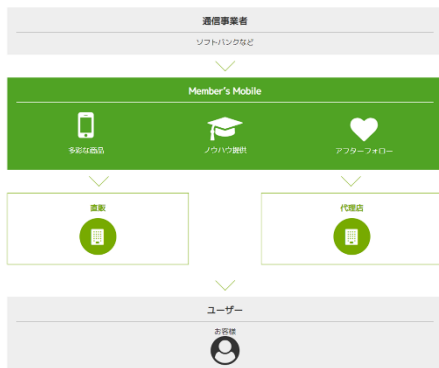 通信事業者
ソフトバンクなど
Member's Mobile
多彩な商品
ノウハウ提供
アフターフォロー
直販
代理店
ユーザー
お客様